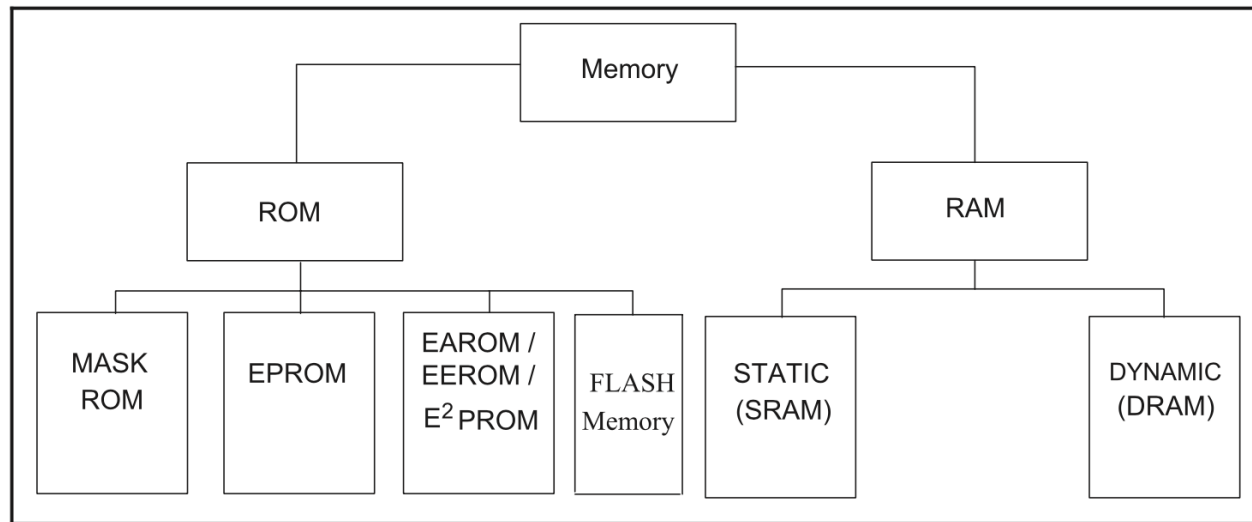 Memory
ROM
RAM
MASK
ROM
EPROM
EAROM /
EEROM /
E² PROM
FLASH
Memory
STATIC
(SRAM)
DYNAMIC
(DRAM)